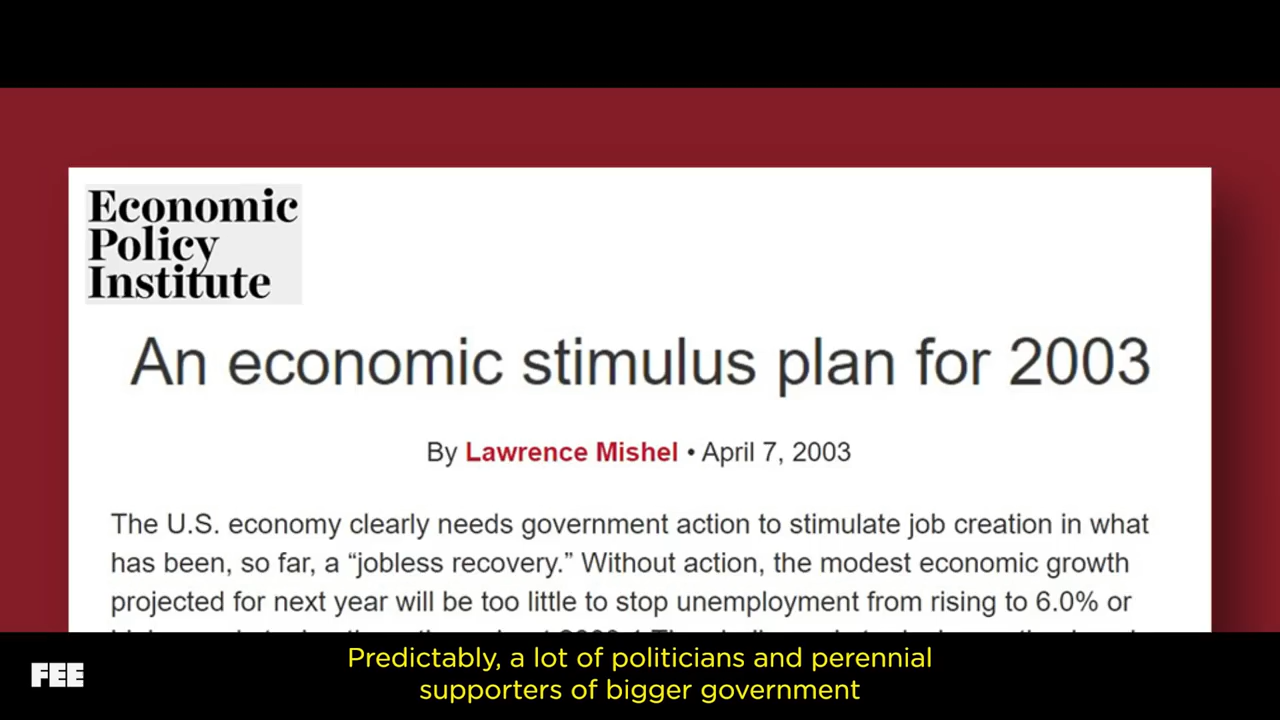 Economic
Policy
Institute
An economic stimulus plan for 2003
By Lawrence Mishel • April 7, 2003
The U.S. economy clearly needs government action to stimulate job creation in what
has been, so far, a “jobless recovery.” Without action, the modest economic growth
projected for next year will be too little to stop unemployment from rising to 6.0% or
Predictably, a lot of politicians and perennial
supporters of bigger government
FEE